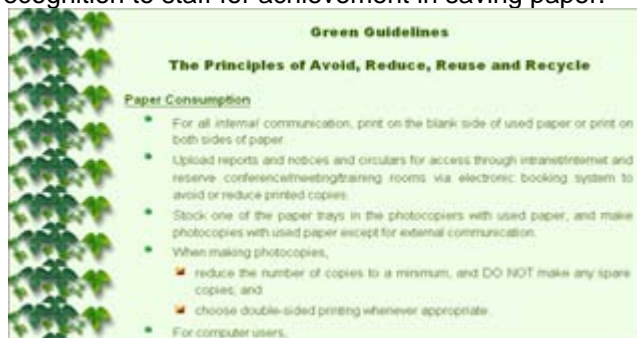 ecognition to staff for achievement in saving paper.
Green Guidelines
The Principles of Avoid, Reduce, Reuse and Recycle
Paper Consumption
For all internal communication, print on the blank side of used paper or print on
both sides of paper
Upload reports and notices and circulars for access through intranet/internet and
reserve conference/meeting/training rooms via electronic booking system to
avoid or reduce printed copies.
Stock one of the paper trays in the photocopiers with used paper, and make
photocopies with used paper except for external communication.
When making photocopies,
reduce the number of copies to a minimum, and DO NOT make any spare
copies; and
choose double-sided printing whenever appropriate.
For computer users,